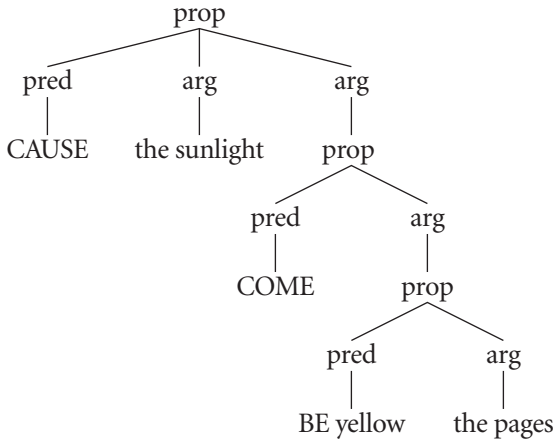 prop
pred arg arg
CAUSE the sunlight prop
pred arg
COME prop
pred arg
BE yellow the pages